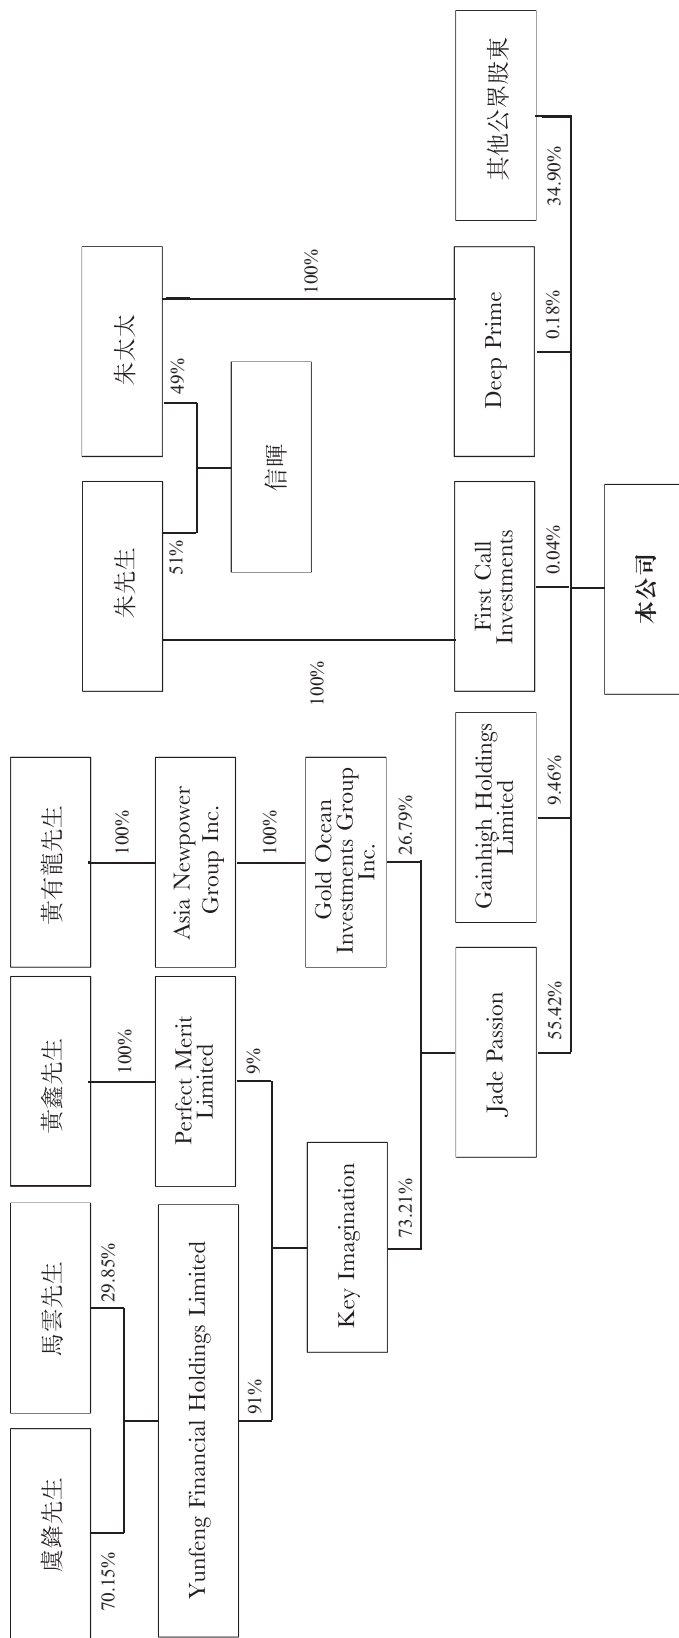 虞鋒先生
馬雲先生
黃鑫先生
黃有龍先生
70.15%
29.85%
100%
100%
朱先生
朱太太
51%
49%
Yunfeng Financial Holdings Limited
Perfect Merit
Limited
Asia Newpower
Group Inc.
91%
9%
100%
信暉
Key Imagination
Gold Ocean
Investments Group
Inc.
100%
100%
73.21%
26.79%
Jade Passion
Gainhigh Holdings
Limited
First Call
Investments
Deep Prime
其他公眾股東
55.42%
9.46%
0.04%
0.18%
34.90%
本公司